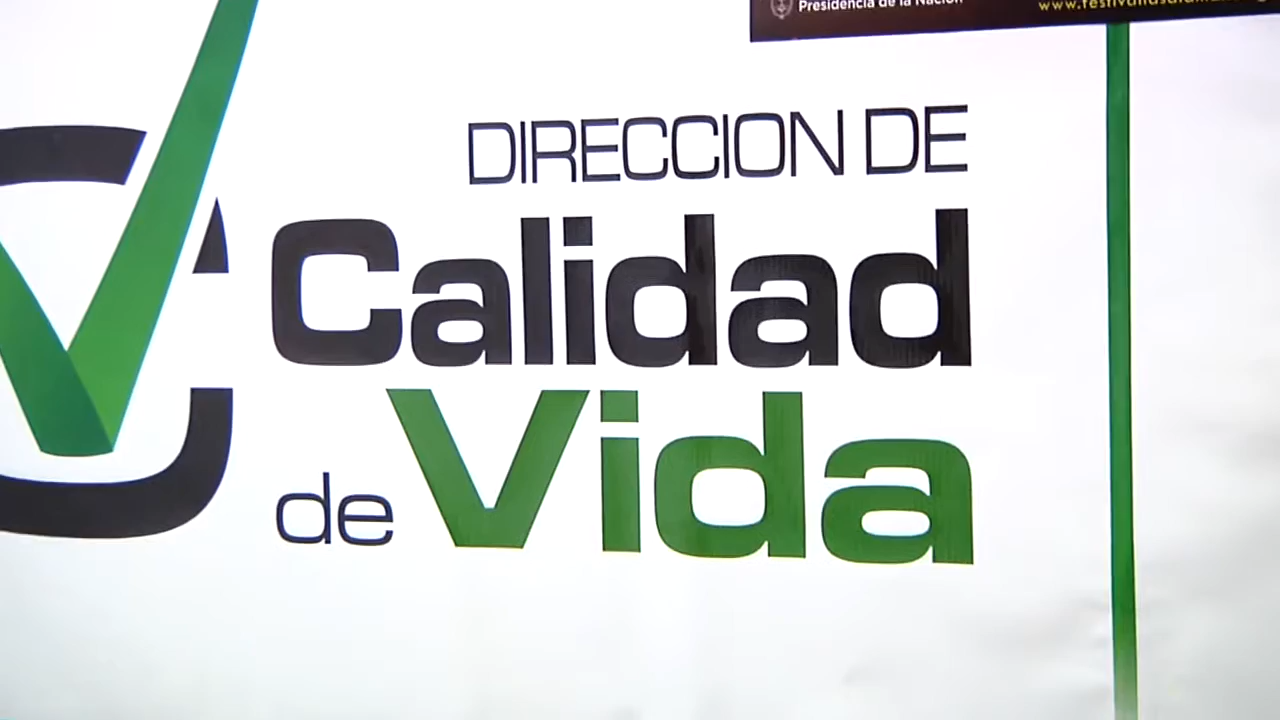 Presidencia de la Nación
DIRECCION DE
Calidad
de Vida